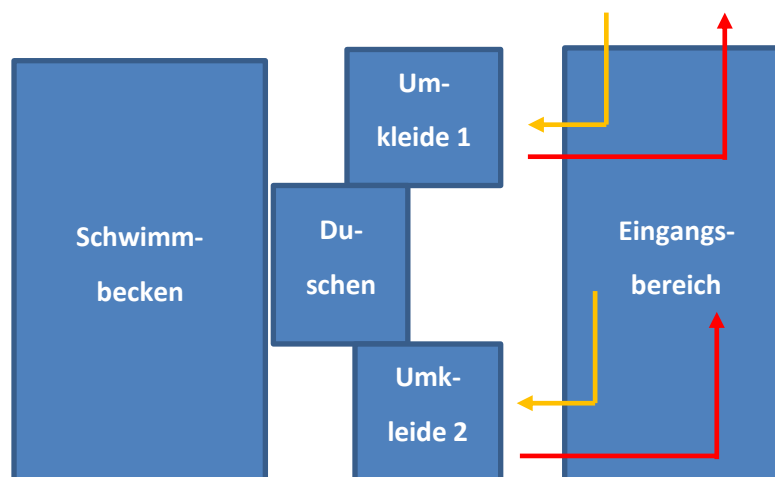 Um-
kleide 1
Schwimm-
becken
Du-
schen
Eingangs-
bereich
Umk-
leide 2